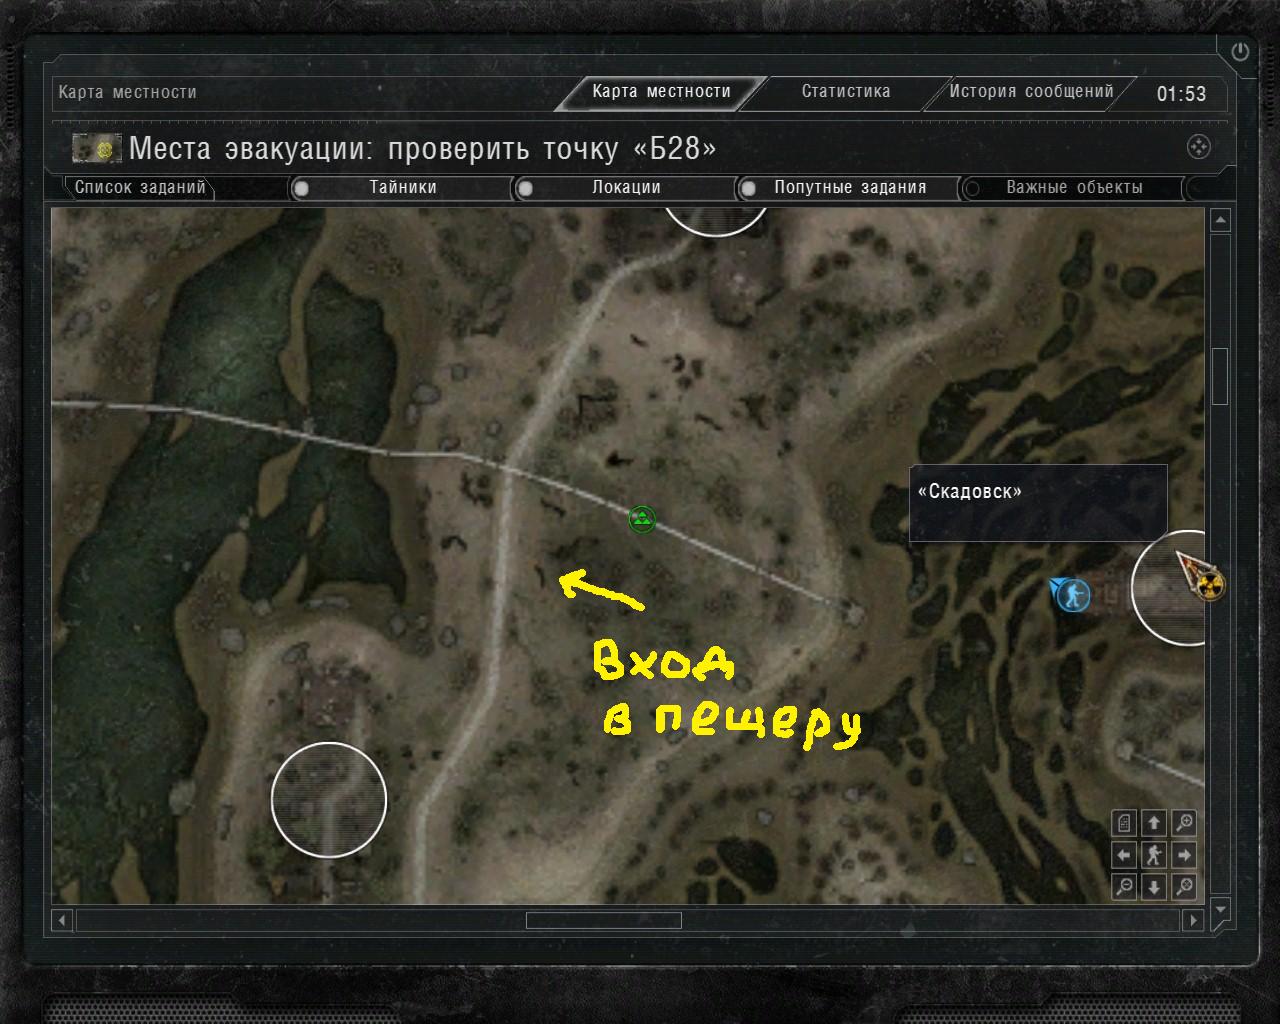 Карта местности
Карта местности
Статистика
История сообщений
01:53
Места эвакуации: проверить точку «Б28»
Список заданий
Тайники
Локации
Попутные задания
Важные объекты
«Скадовск»
Вход
в пещеру